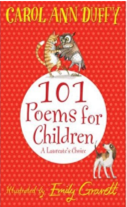 CAROL ANN DUFFY
101
Poems for
Children
A Laureate's Choice
Illustrated by Emily Gravett